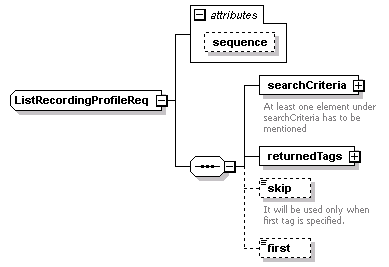 attributes
sequence
ListRecordingProfileReq
searchCriteria
At least one element under
searchCriteria has to be
mentioned
returnedTags
skip
It will be used only when
first tag is specified.
first